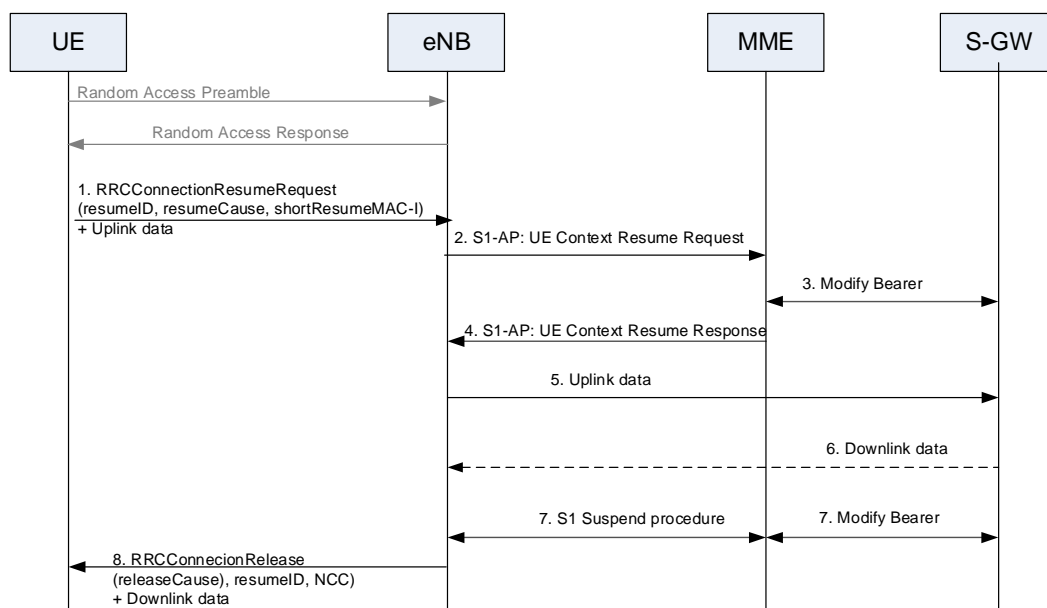 UE
eNB
MME
S-GW
Random Access Preamble
Random Access Response
1. RRCConnectionResumeRequest
(resumeID, resumeCause, shortResumeMAC-I)
+ Uplink data
2. S1-AP: UE Context Resume Request
3. Modify Bearer
4. S1-AP: UE Context Resume Response
5. Uplink data
6. Downlink data
7. S1 Suspend procedure
7. Modify Bearer
8. RRCConnecionRelease
(releaseCause), resumeID, NCC)
+ Downlink data